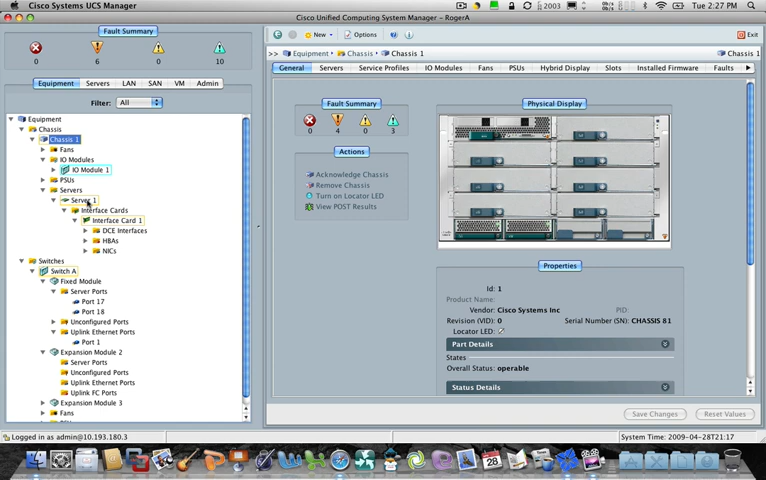 Cisco Systems UCS Manager
2003
Tue 2:27 PM
Cisco Unified Computing System Manager - RogerA
Fault Summary
0
6
0
10
New
Options
Exit
>> Equipment Chassis Chassis 1
Chassis 1
Equipment Servers LAN SAN VM Admin
General Servers Service Profiles IO Modules Fans PSUs Hybrid Display Slots Installed Firmware Faults
Filter: All
Equipment
Chassis
Chassis 1
Fans
IO Modules
IO Module 1
PSUs
Servers
Server 1
Interface Cards
Interface Card 1
DCE Interfaces
HBAs
NICs
Switches
Switch A
Fixed Module
Server Ports
Port 17
Port 18
Unconfigured Ports
Uplink Ethernet Ports
Port 1
Expansion Module 2
Server Ports
Unconfigured Ports
Uplink Ethernet Ports
Uplink FC Ports
Expansion Module 3
Fans
Fault Summary
0
4
0
3
Actions
Acknowledge Chassis
Remove Chassis
Turn on Locator LED
View POST Results
Physical Display
Properties
Id: 1
Product Name:
Vendor: Cisco Systems Inc PID:
Revision (VID): 0 Serial Number (SN): CHASSIS 81
Locator LED:
Part Details
States
Overall Status: operable
Status Details
Save Changes
Reset Values
Logged in as admin@10.193.180.3
System Time: 2009-04-28T21:17
28